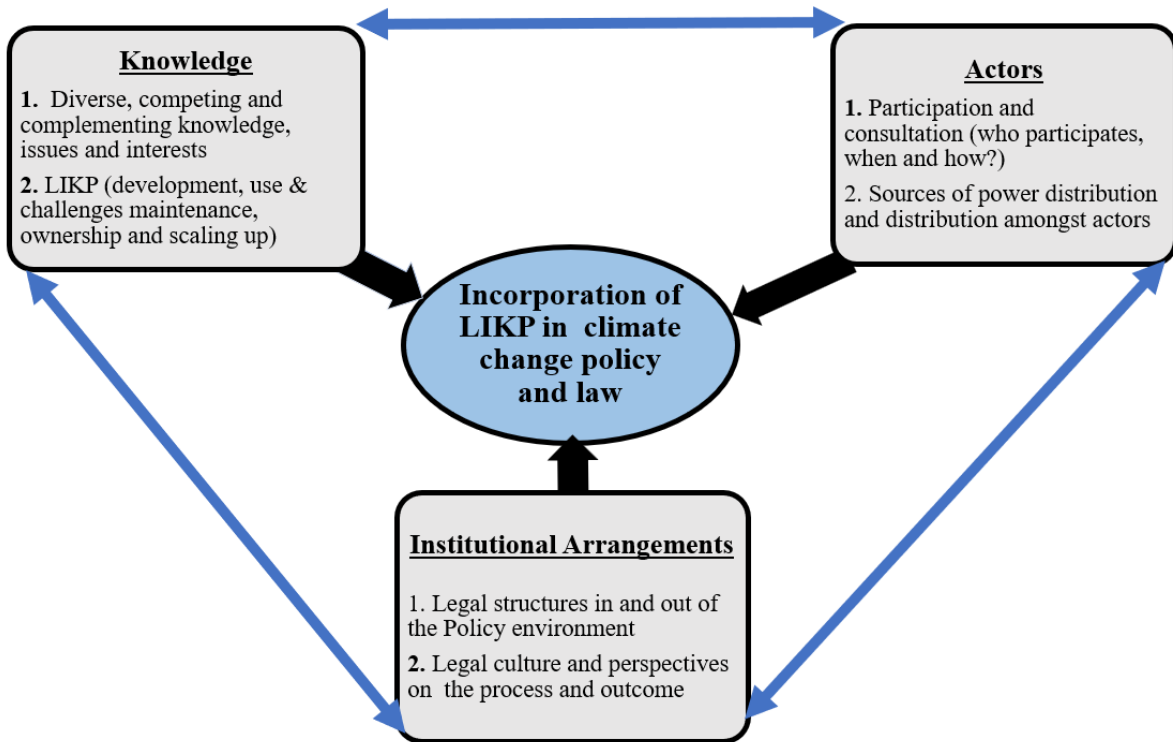 Knowledge
1. Diverse, competing and
complementing knowledge,
issues and interests
2. LIKP (development, use &
challenges maintenance,
ownership and scaling up)
Actors
1. Participation and
consultation (who participates,
when and how?)
2. Sources of power distribution
and distribution amongst actors
Incorporation of
LIKP in climate
change policy
and law
Institutional Arrangements
1. Legal structures in and out of
the Policy environment
2. Legal culture and perspectives
on the process and outcome